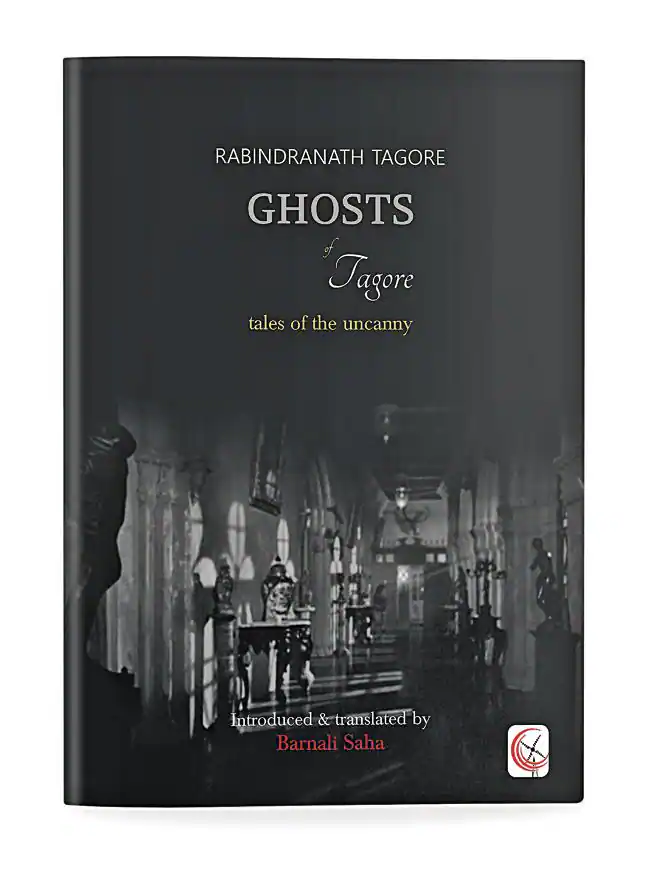 RABINDRANATH TAGORE
GHOSTS
of
Tagore
tales of the uncanny
Introduced & translated by
Barnali Saha